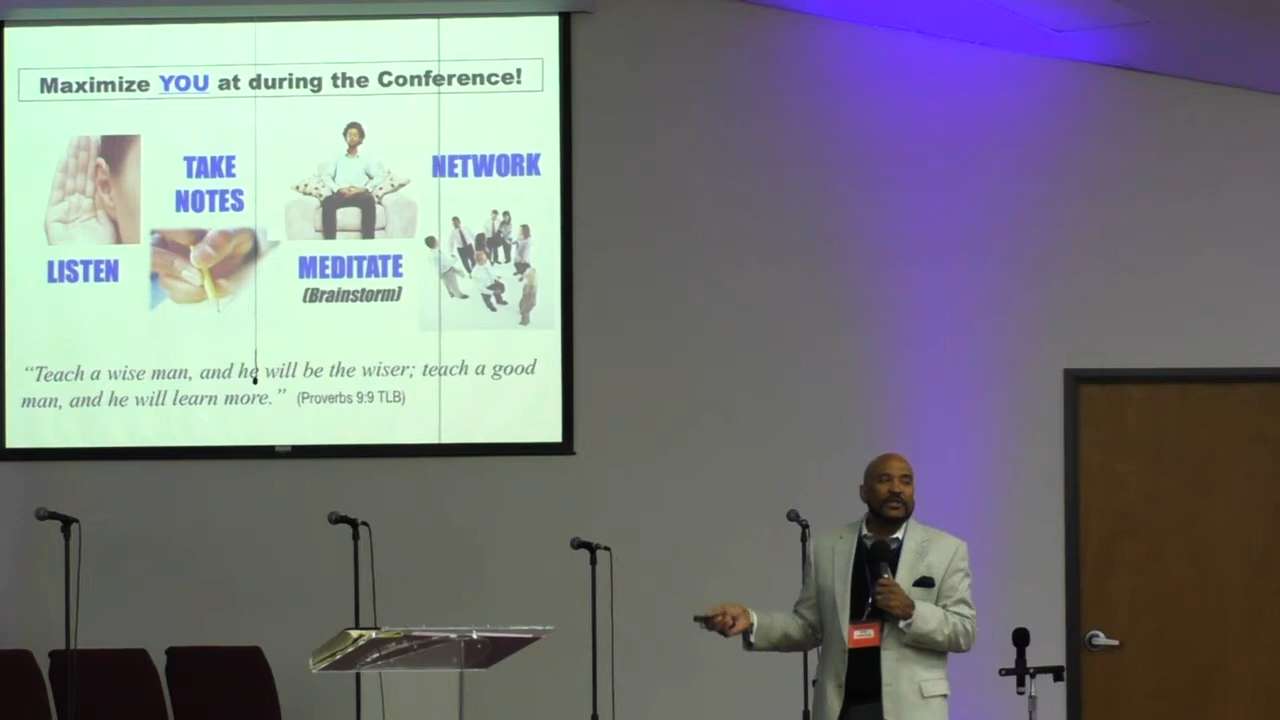 Maximize YOU at during the Conference!
LISTEN
TAKE
NOTES
MEDITATE
(Brainstorm)
NETWORK
“Teach a wise man, and he will be the wiser; teach a good
man, and he will learn more.” (Proverbs 9:9 TLB)